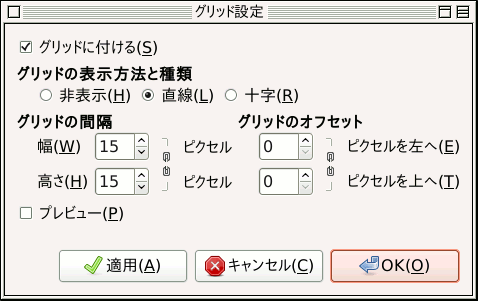 グリッド設定
グリッドに付ける(S)
グリッドの表示方法と種類
非表示(H) 直線(L) 十字(R)
グリッドの間隔 グリッドのオフセット
幅(W) 15 ピクセル 0 ピクセルを左へ(E)
高さ(H) 15 ピクセル 0 ピクセルを上へ(T)
プレビュー(P)
適用(A) キャンセル(C) OK(O)